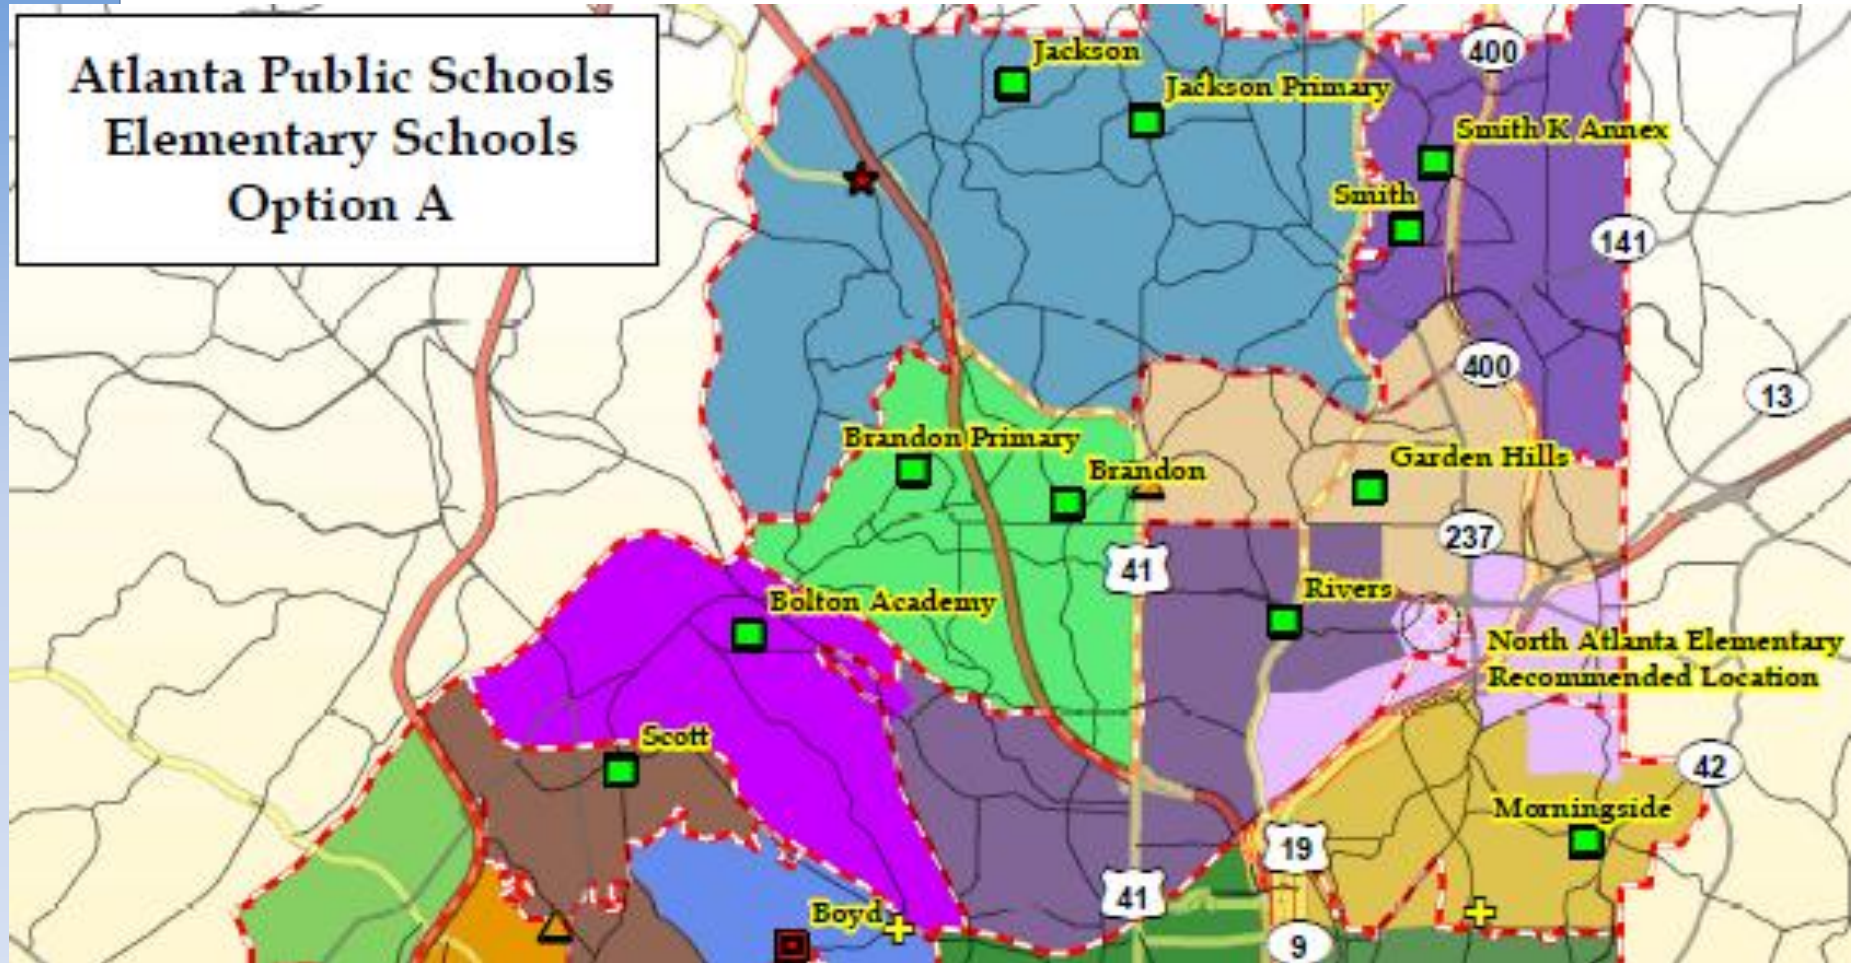 Atlanta Public Schools
Elementary Schools
Option A
Jackson
400
Jackson Primary
Smith K Annex
Smith
141
400
13
Brandon Primary
Brandon
Garden Hills
237
41
Rivers
Bolton Academy
North Atlanta Elementary
Recommended Location
Scott
42
Morningside
19
41
Boyd
9